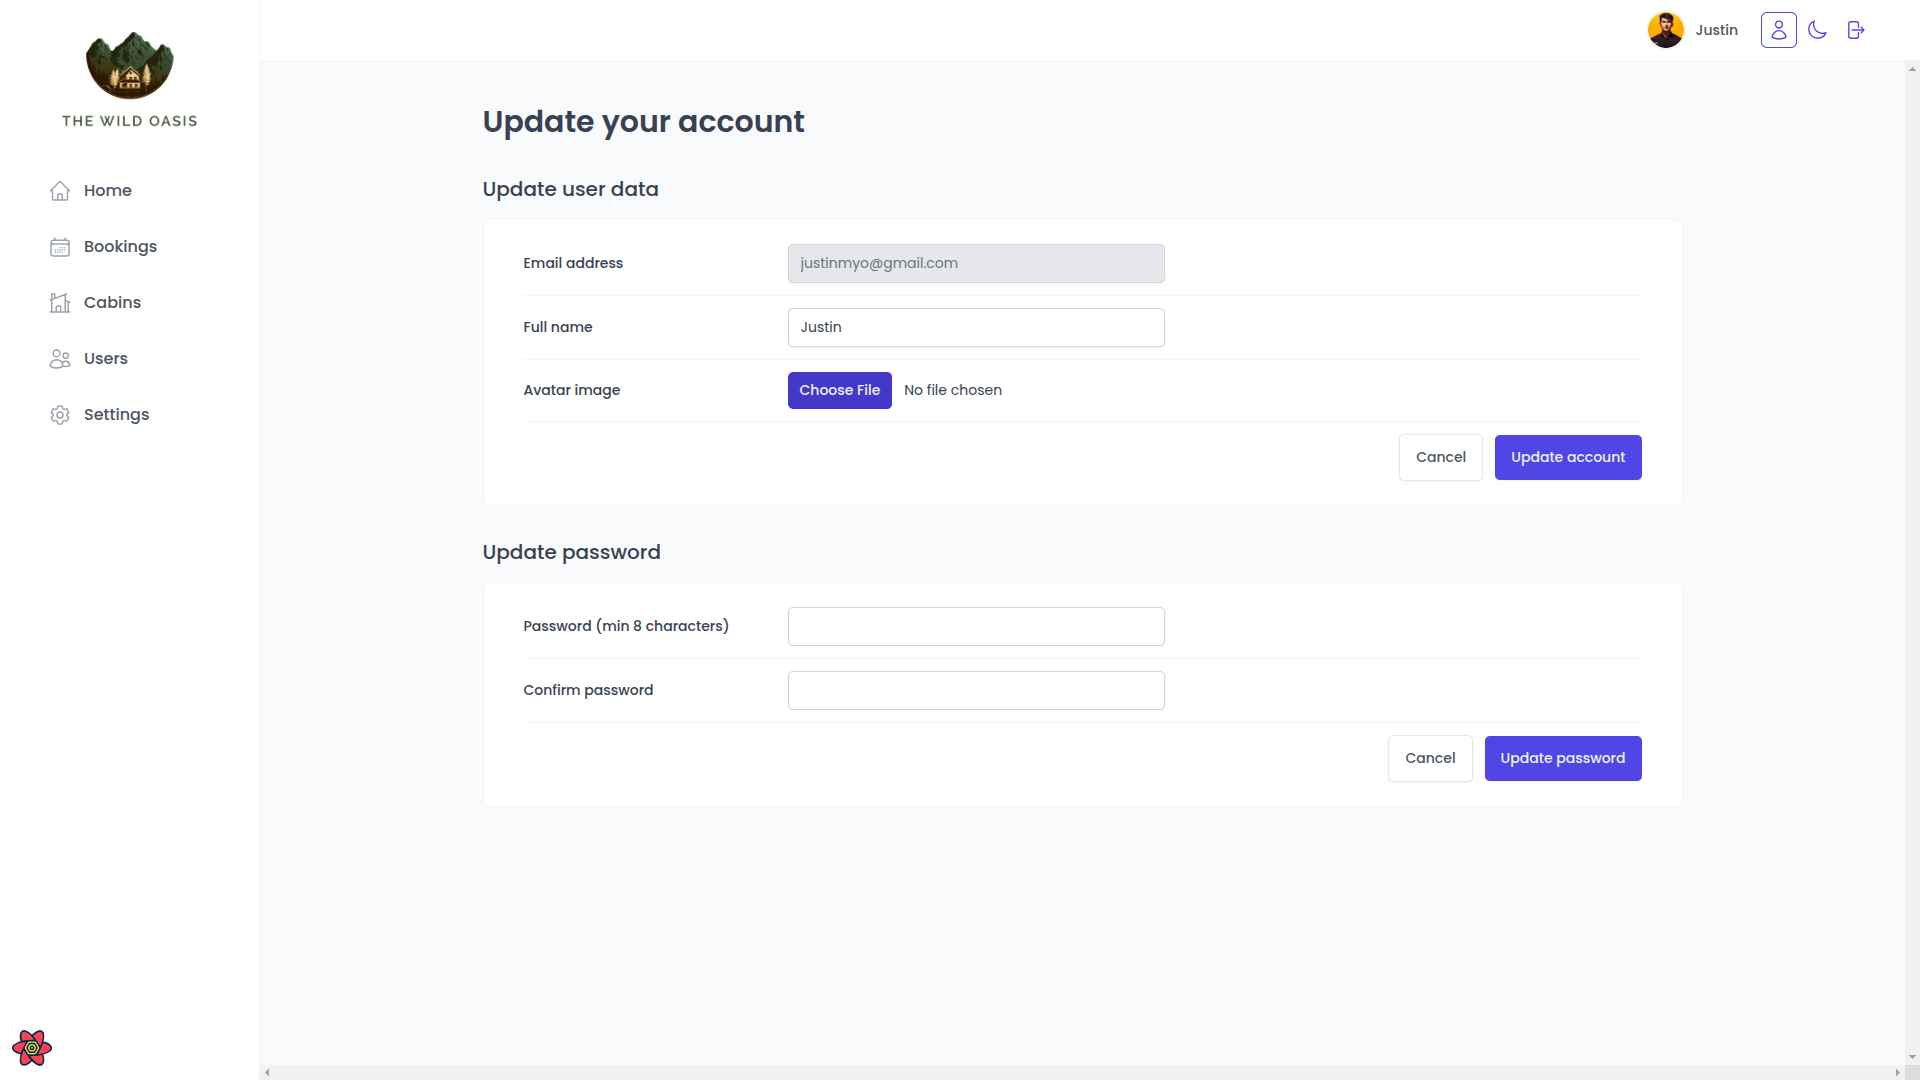 THE WILD OASIS
Home
Bookings
Cabins
Users
Settings
Justin
Update your account
Update user data
Email address
justinmyo@gmail.com
Full name
Justin
Avatar image
Choose File No file chosen
Cancel
Update account
Update password
Password (min 8 characters)
Confirm password
Cancel
Update password